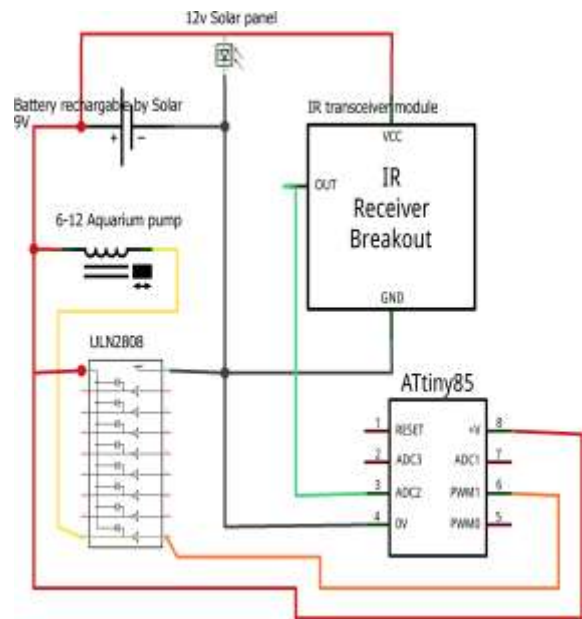 12v Solar panel
Battery rechargable by Solar
9V
+ -
IR transceiver module
VCC
OUT
IR
Receiver
Breakout
GND
6-12 Aquarium pump
ULN2808
ATtiny85
1 RESET +V 8
2 ADC3 ADC1 7
3 ADC2 PWM1 6
4 0V PWM0 5